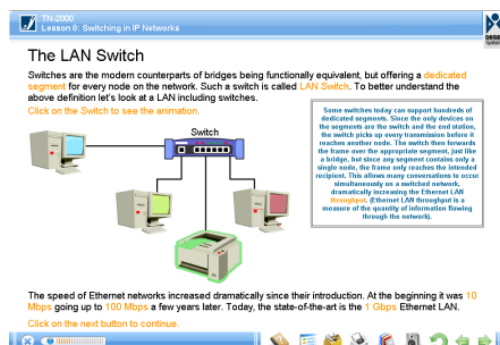 TN-2000
Lesson 8: Switching in IP Networks
The LAN Switch
Switches are the modern counterparts of bridges being functionally equivalent, but offering a dedicated
segment for every node on the network. Such a switch is called LAN Switch. To better understand the
above definition let's look at a LAN including switches.
Click on the Switch to see the animation.
Switch
Some switches today can support hundreds of
dedicated segments. Since the only devices on
the segments are the switch and the end station,
the switch picks up every transmission before it
reaches another node. The switch then forwards
the frame over the appropriate segment, just like
a bridge, but since any segment contains only a
single node, the frame only reaches the intended
recipient. This allows many conversations to occur
simultaneously on a switched network,
dramatically increasing the Ethernet LAN
throughput. (Ethernet LAN throughput is a
measure of the quantity of information flowing
through the network).
The speed of Ethernet networks increased dramatically since their introduction. At the beginning it was 10
Mbps going up to 100 Mbps a few years later. Today, the state-of-the-art is the 1 Gbps Ethernet LAN.
Click on the next button to continue.